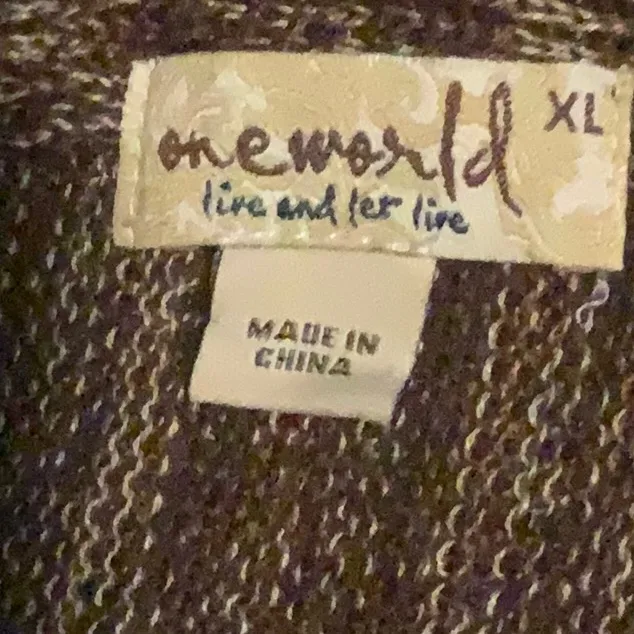 oneworld XL
live and let live
MADE IN
CHINA